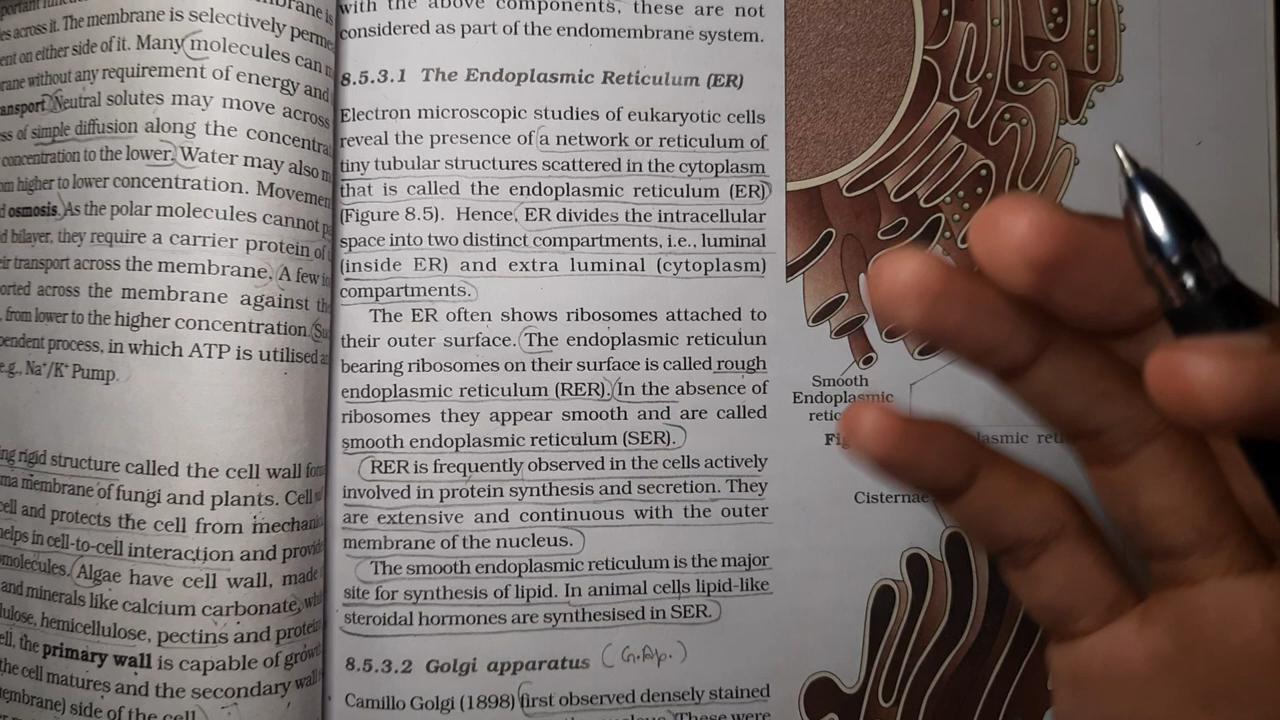 es across it. The membrane is selectively
ent on either side of it. Many molecules can
rane without any requirement of energy and
Neutral solutes may move across
ss of simple diffusion along the
concentration to the lower. Water may also
om higher to lower concentration.
osmosis. As the polar molecules cannot
bilayer, they require a carrier protein of
eir transport across the membrane. A few
orted across the membrane against
from lower to the higher concentration.
pendent process, in which ATP is utilised
e.g., Na⁺/K⁺ Pump.
ng rigid structure called the cell wall
ma membrane of fungi and plants. Cell
cell and protects the cell from
helps in cell-to-cell interaction and
molecules. Algae have cell wall, made
and minerals like calcium carbonate,
lulose, hemicellulose, pectins and
ell, the primary wall is capable of
the cell matures and the secondary
embrane) side of the cell
with the above components, these are not
considered as part of the endomembrane system.
8.5.3.1 The Endoplasmic Reticulum (ER)
Electron microscopic studies of eukaryotic cells
reveal the presence of a network or reticulum of
tiny tubular structures scattered in the cytoplasm
that is called the endoplasmic reticulum (ER)
(Figure 8.5). Hence, ER divides the intracellular
space into two distinct compartments, i.e., luminal
(inside ER) and extra luminal (cytoplasm)
compartments.
The ER often shows ribosomes attached to
their outer surface. The endoplasmic reticulun
bearing ribosomes on their surface is called rough
endoplasmic reticulum (RER). In the absence of
ribosomes they appear smooth and are called
smooth endoplasmic reticulum (SER).
RER is frequently observed in the cells actively
involved in protein synthesis and secretion. They
are extensive and continuous with the outer
membrane of the nucleus.
The smooth endoplasmic reticulum is the major
site for synthesis of lipid. In animal cells lipid-like
steroidal hormones are synthesised in SER.
8.5.3.2 Golgi apparatus (G.Ap.)
Camillo Golgi (1898) first observed densely stained
These were
Smooth
Endoplasmic
Cisternae